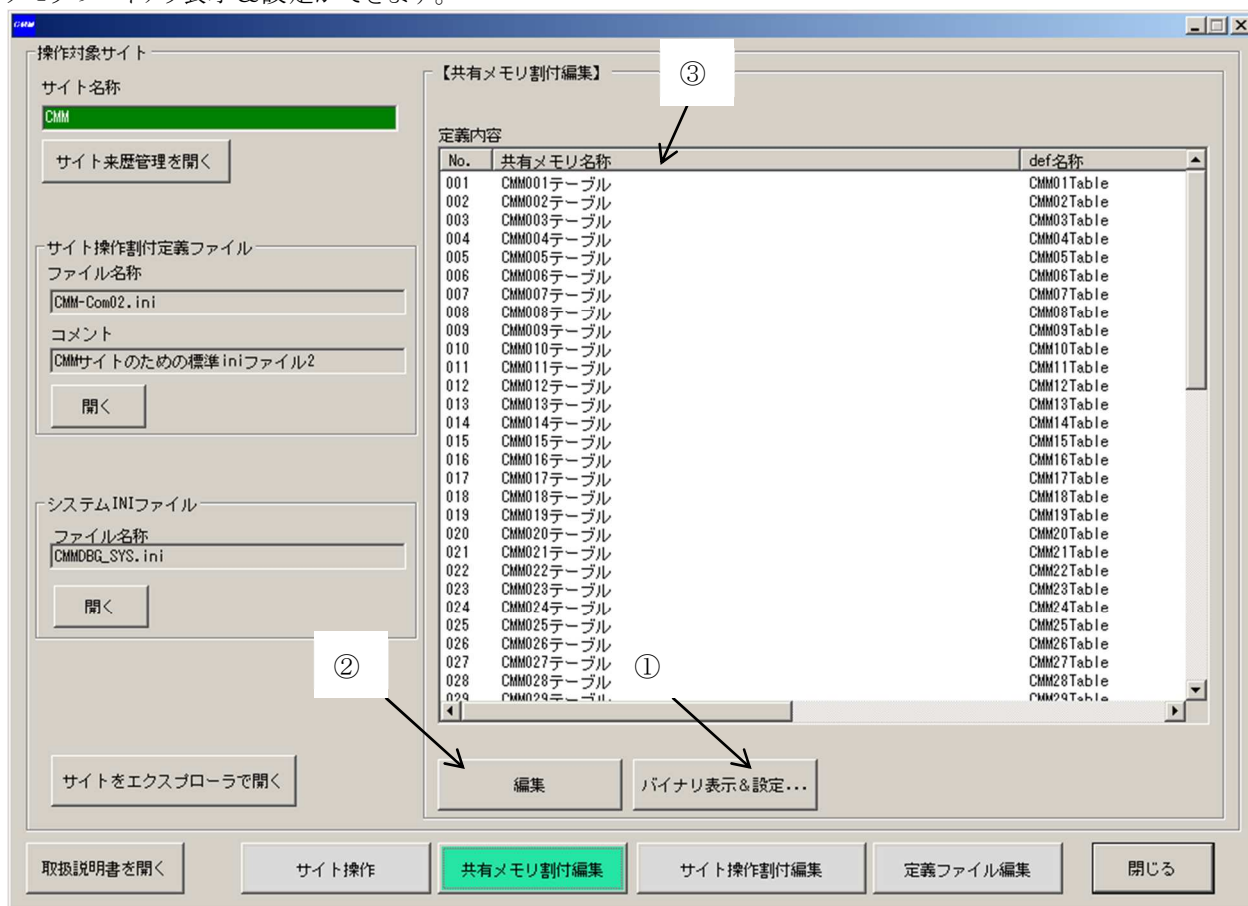 CMM
操作対象サイト
サイト名称
CMM
サイト来歴管理を開く
サイト操作割付定義ファイル
ファイル名称
CMM-Com02.ini
コメント
CMMサイトのための標準iniファイル2
開く
システムINIファイル
ファイル名称
CMMDBG_SYS.ini
開く
サイトをエクスプローラで開く
【共有メモリ割付編集】
③
定義内容
No. 共有メモリ名称 def名称
001 CMM001テーブル CMM01Table
002 CMM002テーブル CMM02Table
003 CMM003テーブル CMM03Table
004 CMM004テーブル CMM04Table
005 CMM005テーブル CMM05Table
006 CMM006テーブル CMM06Table
007 CMM007テーブル CMM07Table
008 CMM008テーブル CMM08Table
009 CMM009テーブル CMM09Table
010 CMM010テーブル CMM10Table
011 CMM011テーブル CMM11Table
012 CMM012テーブル CMM12Table
013 CMM013テーブル CMM13Table
014 CMM014テーブル CMM14Table
015 CMM015テーブル CMM15Table
016 CMM016テーブル CMM16Table
017 CMM017テーブル CMM17Table
018 CMM018テーブル CMM18Table
019 CMM019テーブル CMM19Table
020 CMM020テーブル CMM20Table
021 CMM021テーブル CMM21Table
022 CMM022テーブル CMM22Table
023 CMM023テーブル CMM23Table
024 CMM024テーブル CMM24Table
025 CMM025テーブル CMM25Table
026 CMM026テーブル CMM26Table
027 CMM027テーブル CMM27Table
028 CMM028テーブル CMM28Table
029 CMM029テーブル CMM29Table
②
①
編集
バイナリ表示&設定...
取扱説明書を開く
サイト操作
共有メモリ割付編集
サイト操作割付編集
定義ファイル編集
閉じる